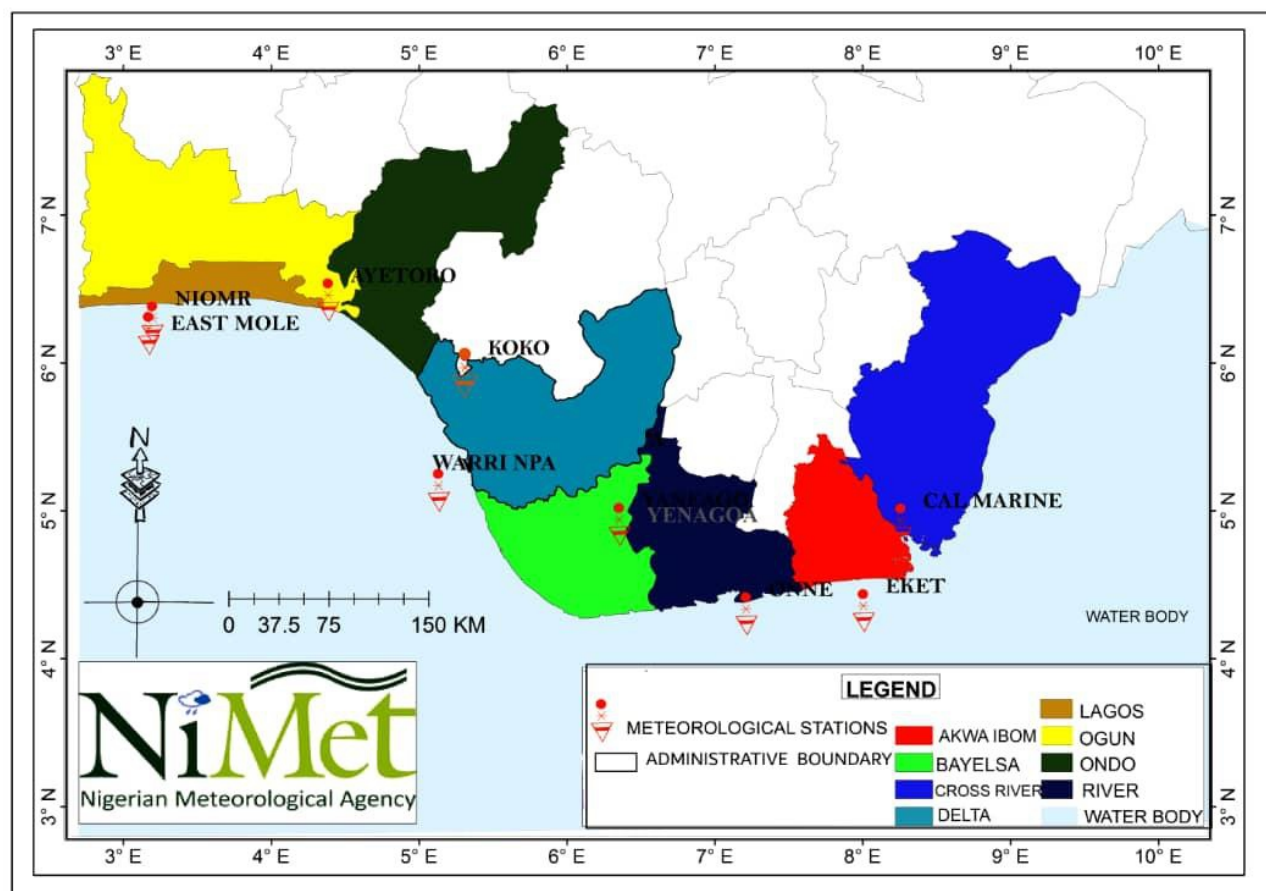 3° E 4° E 5° E 6° E 7° E 8° E 9° E 10° E
7° N
7° N
AYETORO
NIOMR
EAST MOLE
KOKO
6° N
6° N
WARRI NPA
N
5° N
5° N
YENAGOA
CAL MARINE
ONNE
EKET
0 37.5 75 150 KM
WATER BODY
4° N
4° N
LEGEND
METEOROLOGICAL STATIONS
ADMINISTRATIVE BOUNDARY
AKWA IBOM
BAYELSA
CROSS RIVER
DELTA
LAGOS
OGUN
ONDO
RIVER
WATER BODY
NiMet
Nigerian Meteorological Agency
3° N
3° N
3° E 4° E 5° E 6° E 7° E 8° E 9° E 10° E